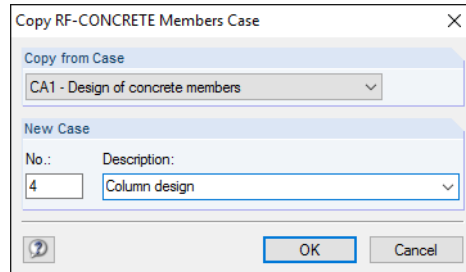 Copy RF-CONCRETE Members Case
Copy from Case
CA1 - Design of concrete members
New Case
No.: Description:
4 Column design
OK Cancel